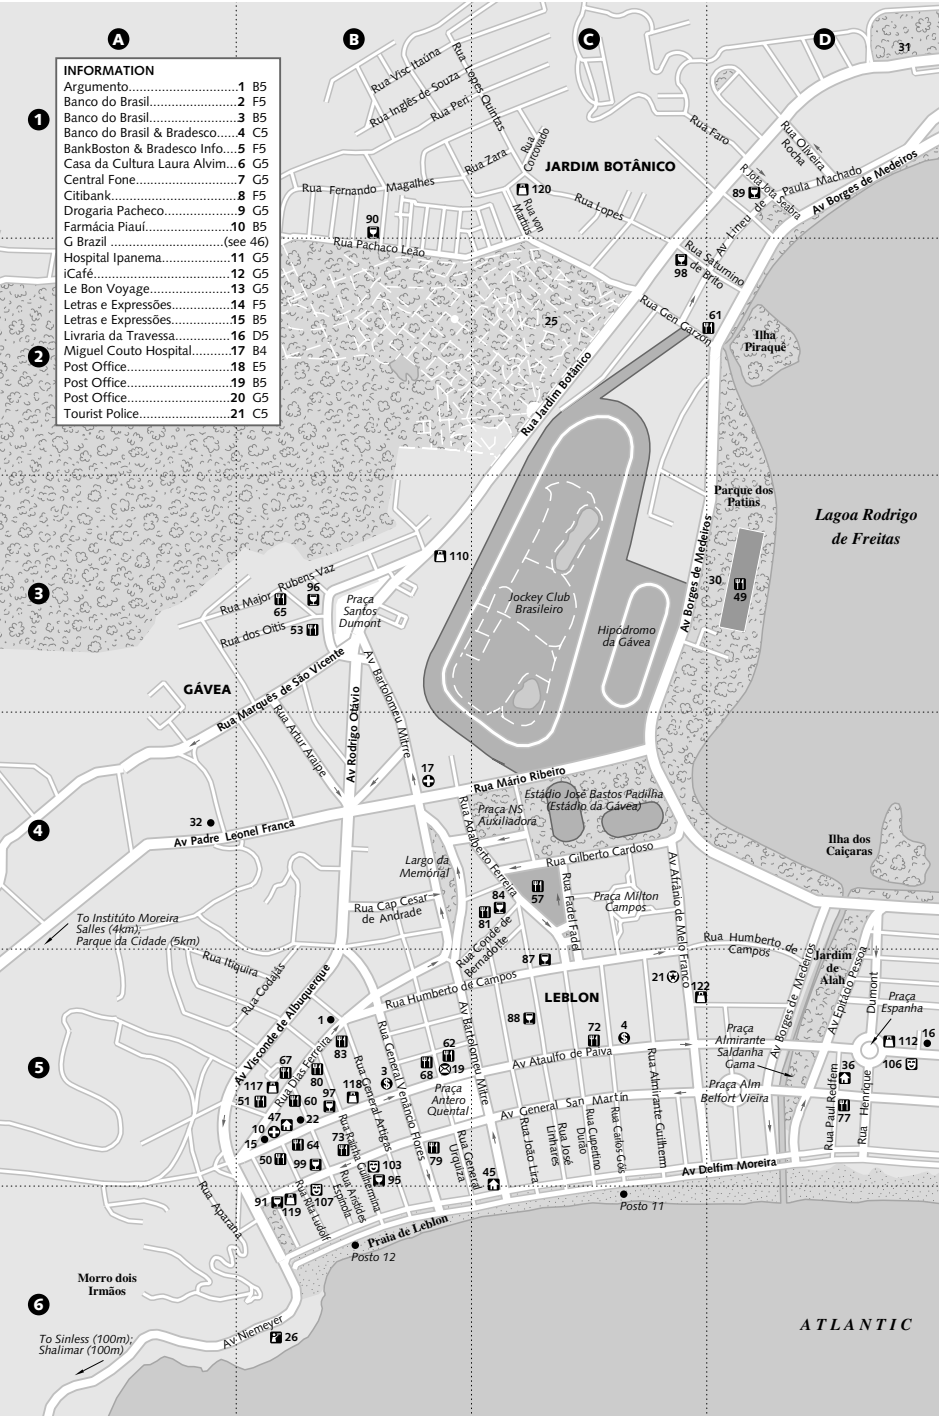 A
B
C
D
31
INFORMATION
Argumento..............................1 B5
Banco do Brasil........................2 F5
Banco do Brasil........................3 B5
Banco do Brasil & Bradesco.....4 C5
BankBoston & Bradesco Info....5 F5
Casa da Cultura Laura Alvim...6 G5
Central Fone............................7 G5
Citibank...................................8 F5
Drogaria Pacheco.....................9 G5
Farmácia Piauí.......................10 B5
G Brazil ..........................(see 46)
Hospital Ipanema...................11 G5
iCafé......................................12 G5
Le Bon Voyage.......................13 G5
Letras e Expressões................14 F5
Letras e Expressões................15 B5
Livraria da Travessa...............16 D5
Miguel Couto Hospital...........17 B4
Post Office.............................18 E5
Post Office.............................19 B5
Post Office.............................20 G5
Tourist Police.........................21 C5
1
Rua Visc Itaúna
Rua Lopes Quintas
Rua Inglês de Souza
Rua Peri
Rua Zara
Rua Corcovado
JARDIM BOTÂNICO
Rua Faro
Rua Oliveira
Rocha
R Jota Jota Seabra
Paula Machado
Av Lineu de
Av Borges de Medeiros
89
Rua Fernando Magalhes
120
Rua von
Martius
Rua Lopes
90
Rua Pachaco Leão
98
Rua Saturnino
de Brito
Rua Gen Garzon
61
Ilha
Piraquê
25
2
Rua Jardim Botânico
Parque dos
Patins
Lagoa Rodrigo
de Freitas
Av Borges de Medeiros
110
3
Rua Major Rubens Vaz
96
65
Rua dos Oitis
53
Praça
Santos
Dumont
Jockey Club
Brasileiro
Hipódromo
da Gávea
30
49
GÁVEA
Rua Marquês de São Vicente
Av Bartolomeu Mitrre
Rua Artur Araipe
Av Rodrigo Otávio
17
Rua Mário Ribeiro
Estádio José Bastos Padilha
(Estádio da Gávea)
Praça NS
Auxiliadora
Rua Adalberto Ferreira
4
32
Av Padre Leonel Franca
Ilha dos
Caiçaras
Largo da
Memórial
Rua Gilberto Cardoso
Av Afrânio de Melo Franco
57
Rua Fadel Fadel
Praça Milton
Campos
Rua Cap Cesar
de Andrade
84
81
Rua Conde de
Bernadotte
To Institúto Moreira
Salles (4km);
Parque da Cidade (5km)
Rua Itiquira
Rua Codajás
87
Rua Humberto de
Campos
Rua Humberto de Campos
Av Borges de Medeiros
Jardim
de
Alah
Av Epitácio Pessoa
Dumont
21
122
LEBLON
Praça
Espanha
Av Visconde de Albuquerque
1
83
Rua General Venâncio Flores
Av Bartolomeu Mitre
88
72
4
62
68
19
Av Ataulfo de Paiva
Praça
Almirante
Saldanha
Gama
112
16
106
36
5
67
Rua Dias Ferreira
80
117
51
60
97
118
3
Rua General Artigas
Praça
Antero
Quental
Rua Almirante Guilhem
Praça Alm
Belfort Vieira
Rua Paul Redfern
77
Rua Henrique
47
22
10
15
64
73
50
99
Rua Rainha Guilhermina
103
95
79
Rua General
Urquiza
Av General San Martin
Rua João Lira
Rua José
Linhares
Rua Cupertino
Durão
Rua Carlos Góis
Av Delfim Moreira
45
91
119
107
Rua Rita Ludolf
Rua Aristides
Espinola
Rua Aparana
Posto 11
Praia de Leblon
Posto 12
Morro dois
Irmãos
6
Av Niemeyer
26
To Sinless (100m);
Shalimar (100m)
ATLANTIC